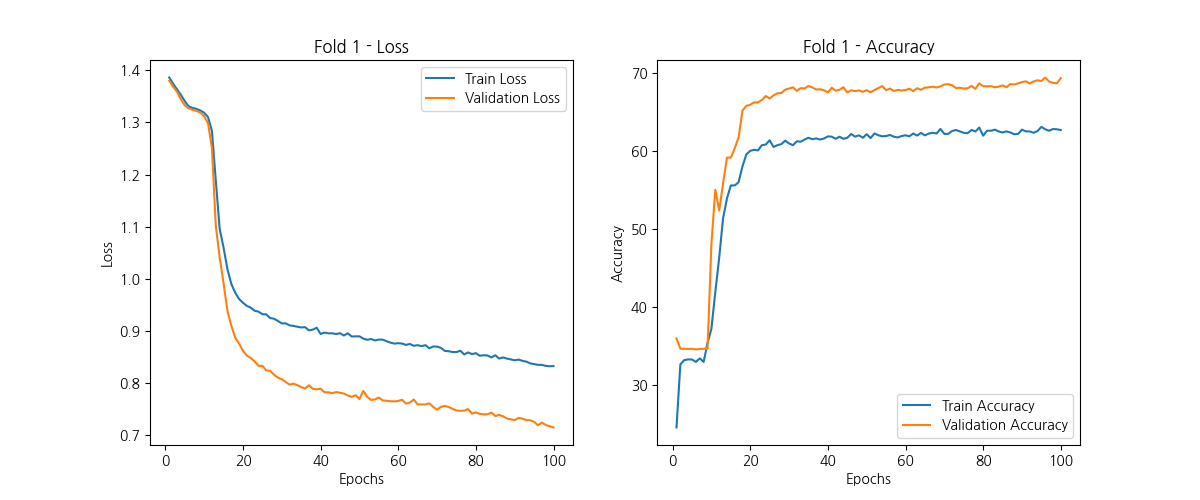 Fold 1 - Loss
1.4
1.3
1.2
1.1
1.0
0.9
0.8
0.7
Loss
0
20
40
60
80
100
Epochs
Train Loss
Validation Loss
Fold 1 - Accuracy
70
60
50
40
30
Accuracy
0
20
40
60
80
100
Epochs
Train Accuracy
Validation Accuracy